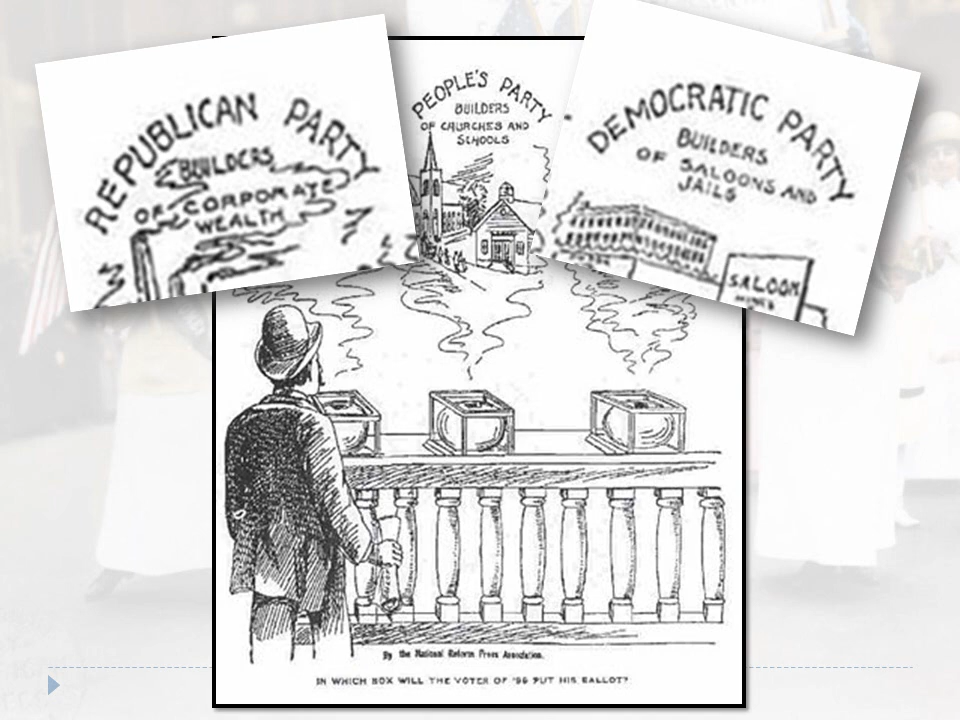 REPUBLICAN PARTY
BUILDERS
OF CORPORATE
WEALTH
PEOPLE'S PARTY
BUILDERS
OF CHURCHES AND
SCHOOLS
DEMOCRATIC PARTY
BUILDERS
OF SALOONS AND
JAILS
SALOON
By the National Reform Press Association.
IN WHICH BOX WILL THE VOTER OF '96 PUT HIS BALLOT?